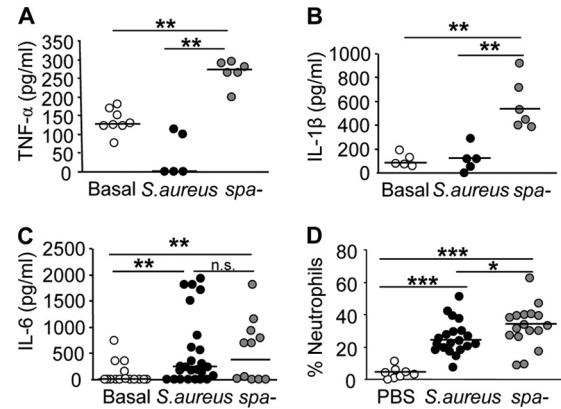 A
**
**
TNF-α (pg/ml)
350
300
250
200
150
100
50
0
Basal S.aureus spa-
B
**
**
IL-1β (pg/ml)
1000
800
600
400
200
0
Basal S.aureus spa-
C
**
**
n.s.
IL-6 (pg/ml)
2500
2000
1500
1000
500
0
Basal S.aureus spa-
D
***
***
*
% Neutrophils
80
60
40
20
0
PBS S.aureus spa-